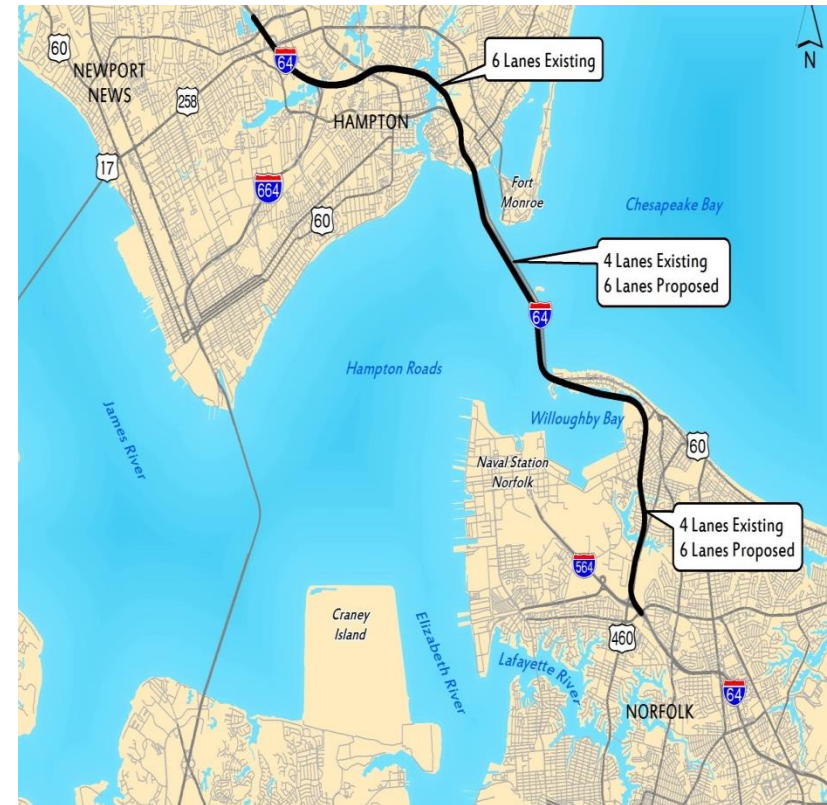 60
NEWPORT
NEWS
258
17
64
6 Lanes Existing
HAMPTON
664
60
N
Fort
Monroe
Chesapeake Bay
4 Lanes Existing
6 Lanes Proposed
64
Hampton Roads
James River
Willoughby Bay
60
Naval Station
Norfolk
4 Lanes Existing
6 Lanes Proposed
564
Craney
Island
Elizabeth River
460
Lafayette River
64
NORFOLK